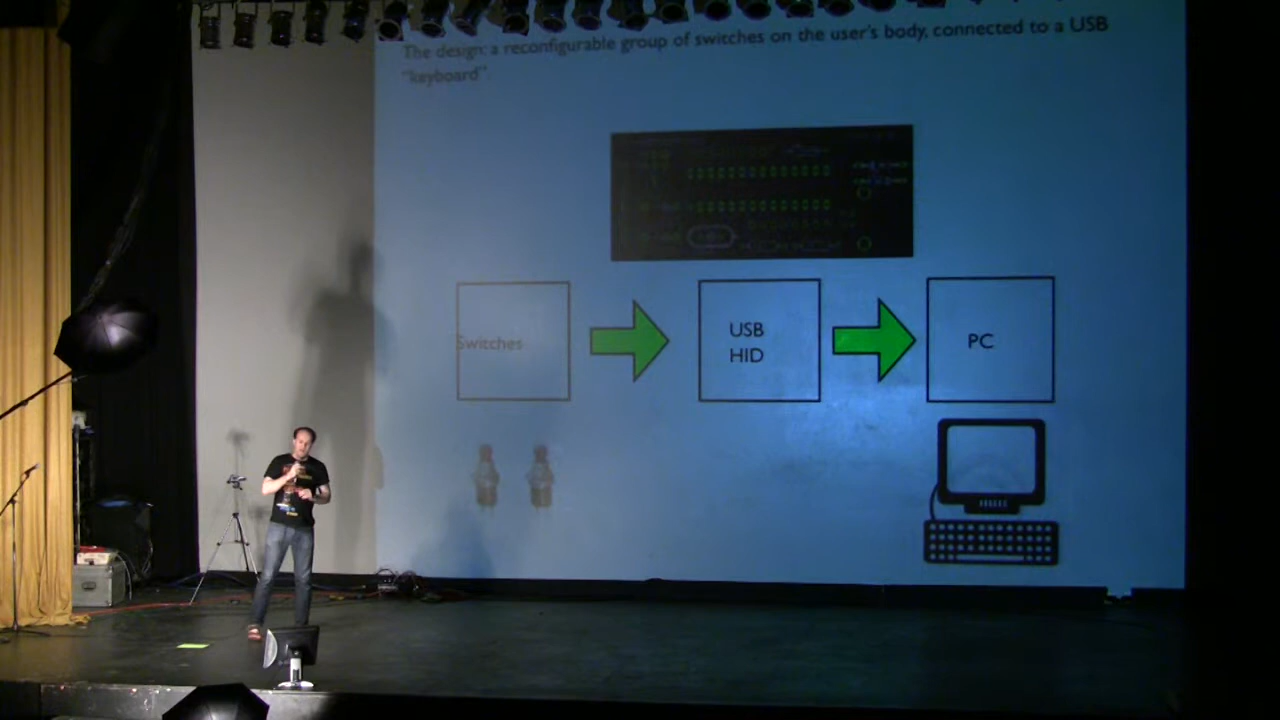 The design: a reconfigurable group of switches on the user's body, connected to a USB
"keyboard".
Switches
USB
HID
PC